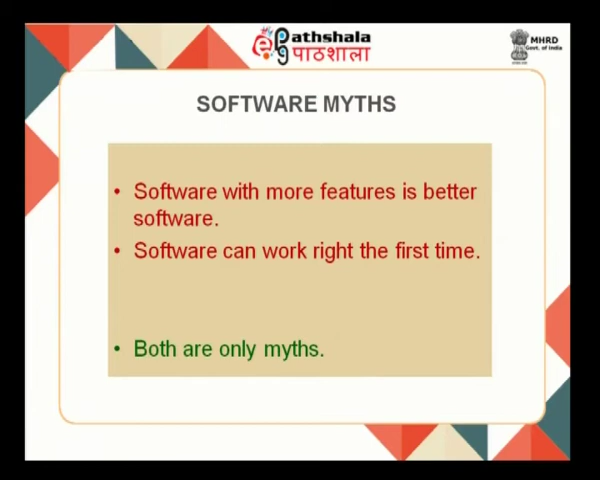 ePathshala
पाठशाला
MHRD
Govt. of India
SOFTWARE MYTHS
• Software with more features is better
software.
• Software can work right the first time.
• Both are only myths.